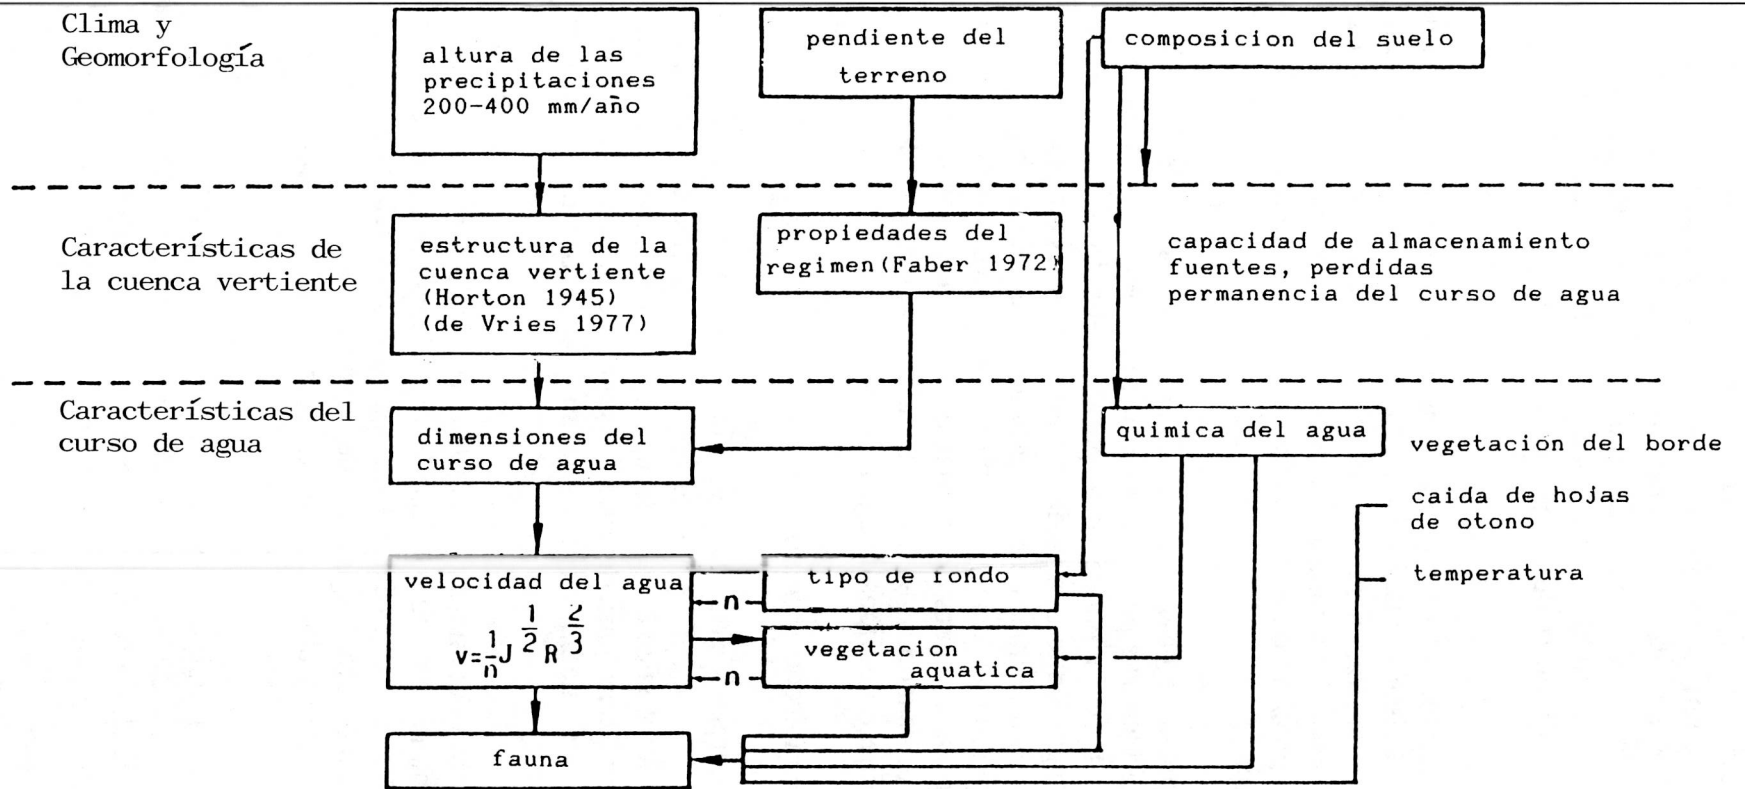 Clima y
Geomorfología
altura de las
precipitaciones
200-400 mm/año
pendiente del
terreno
composicion del suelo
Característícas de
la cuenca vertiente
estructura de la
cuenca vertiente
(Horton 1945)
(de Vries 1977)
propiedades del
regimen(Faber 1972)
capacidad de almacenamiento
fuentes, perdidas
permanencia del curso de agua
Característícas del
curso de agua
dimensiones del
curso de agua
quimica del agua
vegetacion del borde
caida de hojas
de otono
temperatura
velocidad del agua
v=1/n J 1/2 R 2/3
tipo de fondo
n
vegetacion
aquatica
n
fauna